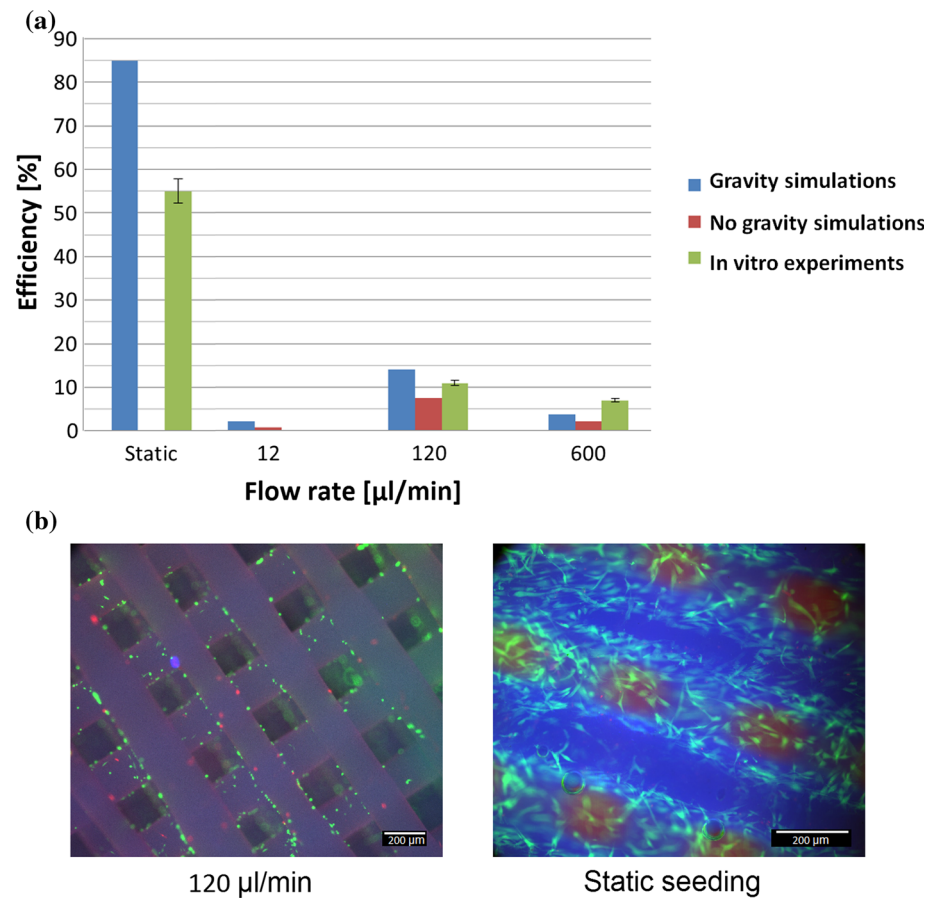 (a)
90
80
70
60
50
40
30
20
10
0
Efficiency [%]
Static 12 120 600
Flow rate [µl/min]
Gravity simulations
No gravity simulations
In vitro experiments
(b)
200 µm
200 µm
120 µl/min
Static seeding